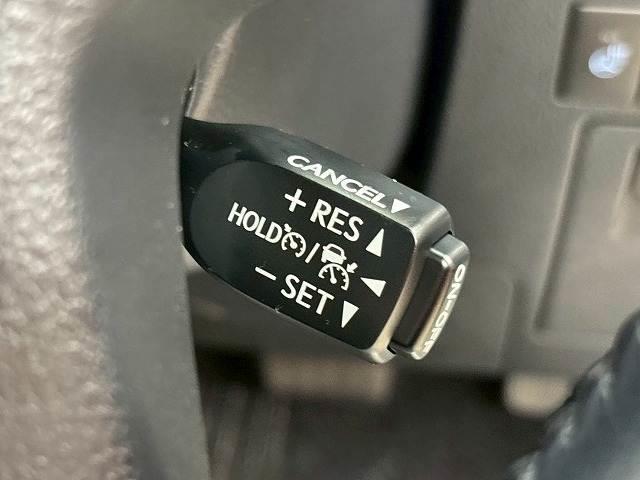 CANCEL▼
+ RES ▲
HOLD / ◀
− SET ▼
ON·OFF